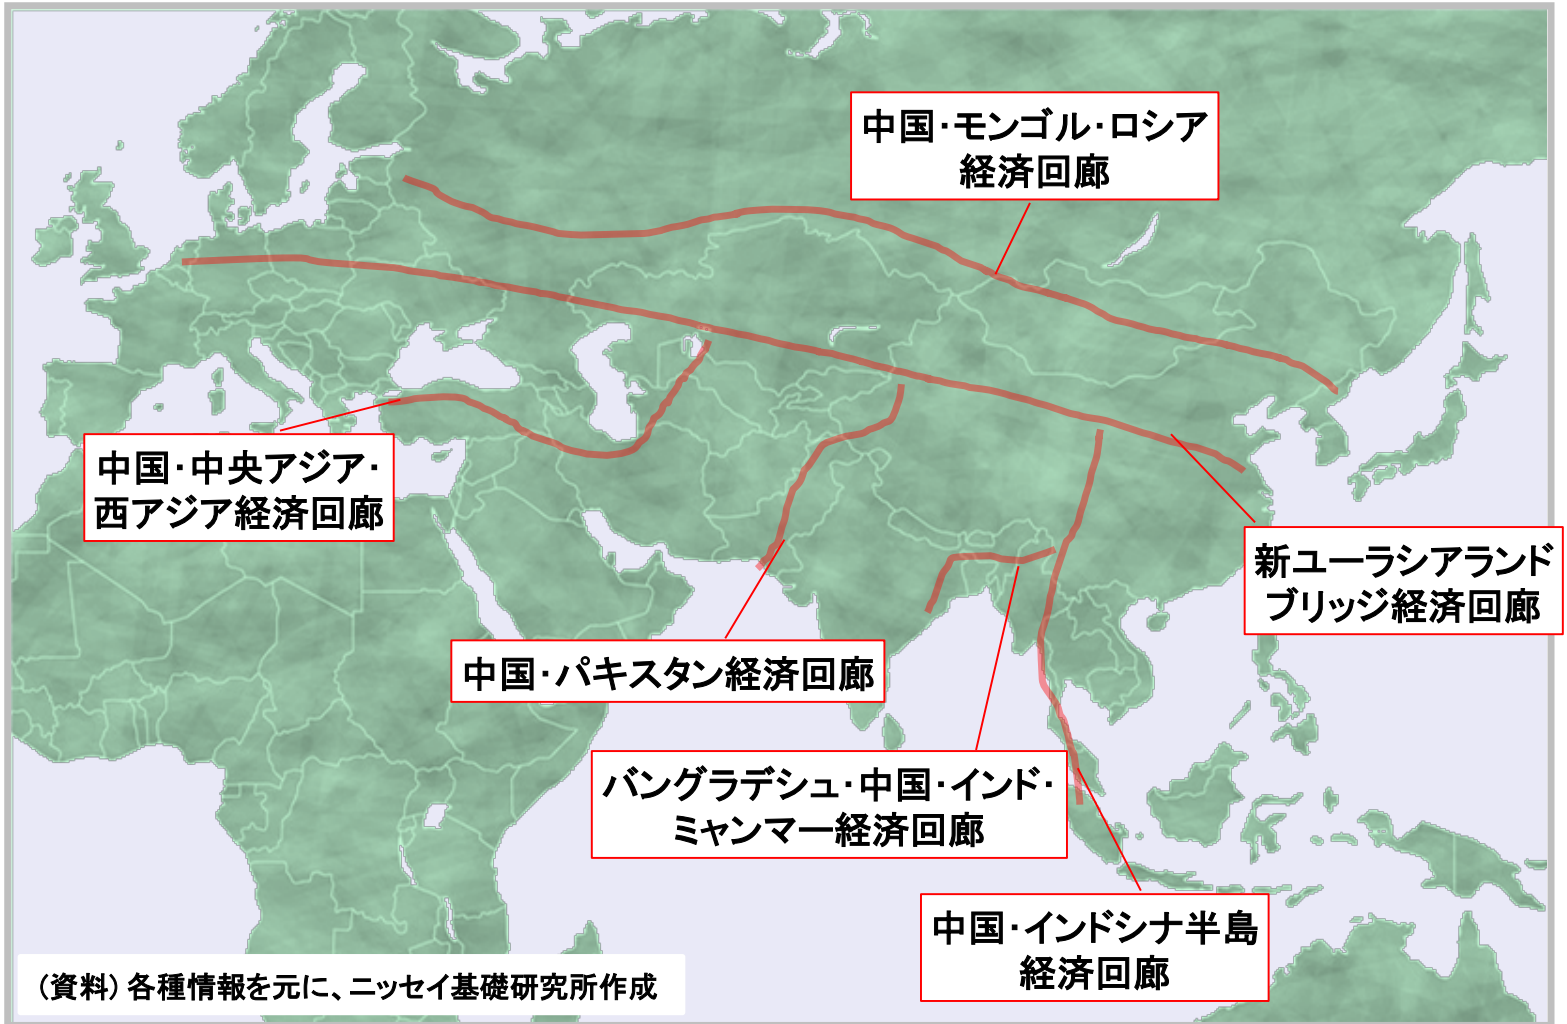 中国・モンゴル・ロシア
経済回廊
中国・中央アジア・
西アジア経済回廊
新ユーラシアランド
ブリッジ経済回廊
中国・パキスタン経済回廊
バングラデシュ・中国・インド・
ミャンマー経済回廊
中国・インドシナ半島
経済回廊
（資料）各種情報を元に、ニッセイ基礎研究所作成